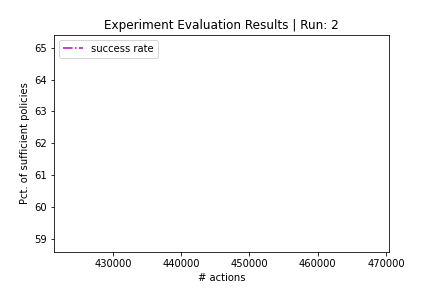 Experiment Evaluation Results | Run: 2
success rate
Pct. of sufficient policies
65
64
63
62
61
60
59
430000 440000 450000 460000 470000
# actions